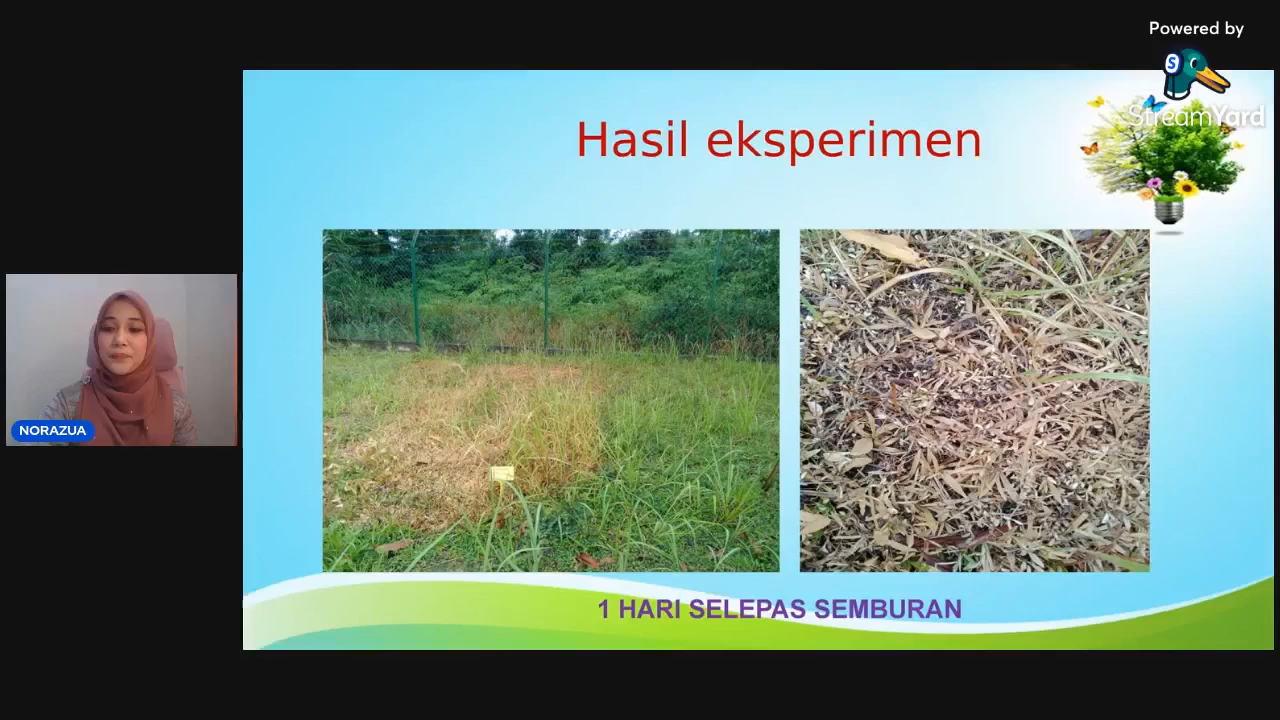 Powered by
StreamYard
Hasil eksperimen
NORAZUA
1 HARI SELEPAS SEMBURAN